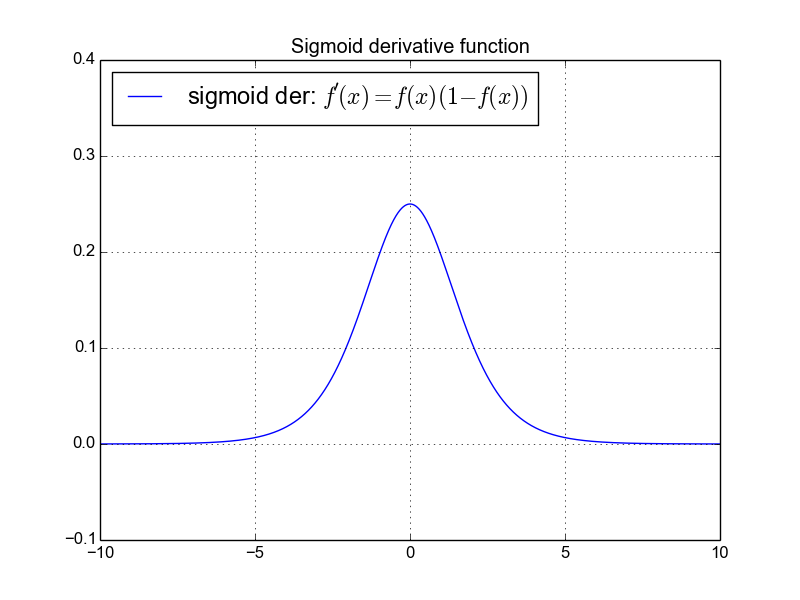 Sigmoid derivative function
sigmoid der: f′(x)=f(x)(1−f(x))
0.4
0.3
0.2
0.1
0.0
−0.1
−10 −5 0 5 10